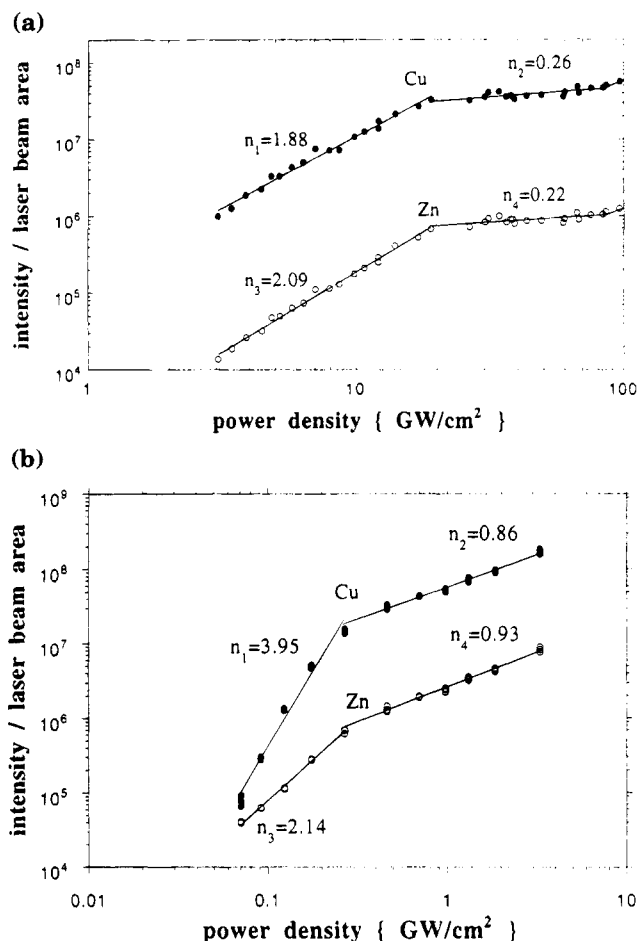 (a)
intensity / laser beam area
10^8
10^7
10^6
10^5
10^4
Cu
n_2=0.26
n_1=1.88
Zn
n_4=0.22
n_3=2.09
1
10
100
power density { GW/cm^2 }
(b)
intensity / laser beam area
10^9
10^8
10^7
10^6
10^5
10^4
n_2=0.86
Cu
n_1=3.95
n_4=0.93
Zn
n_3=2.14
0.01
0.1
1
10
power density { GW/cm^2 }